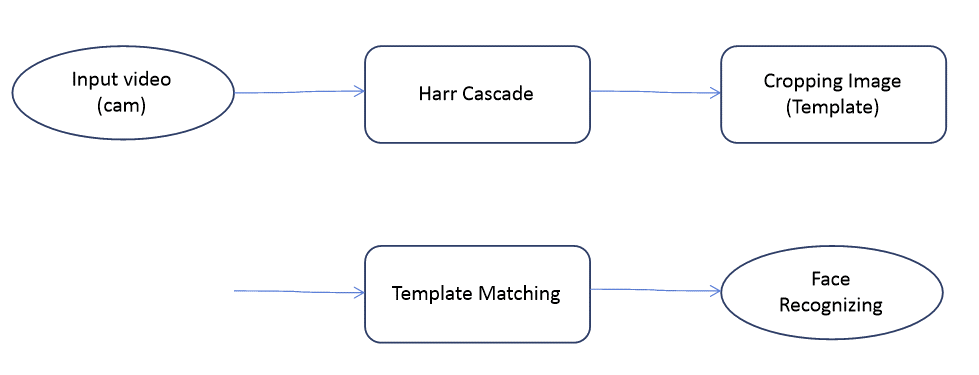 Input video
(cam)
Harr Cascade
Cropping Image
(Template)
Template Matching
Face
Recognizing